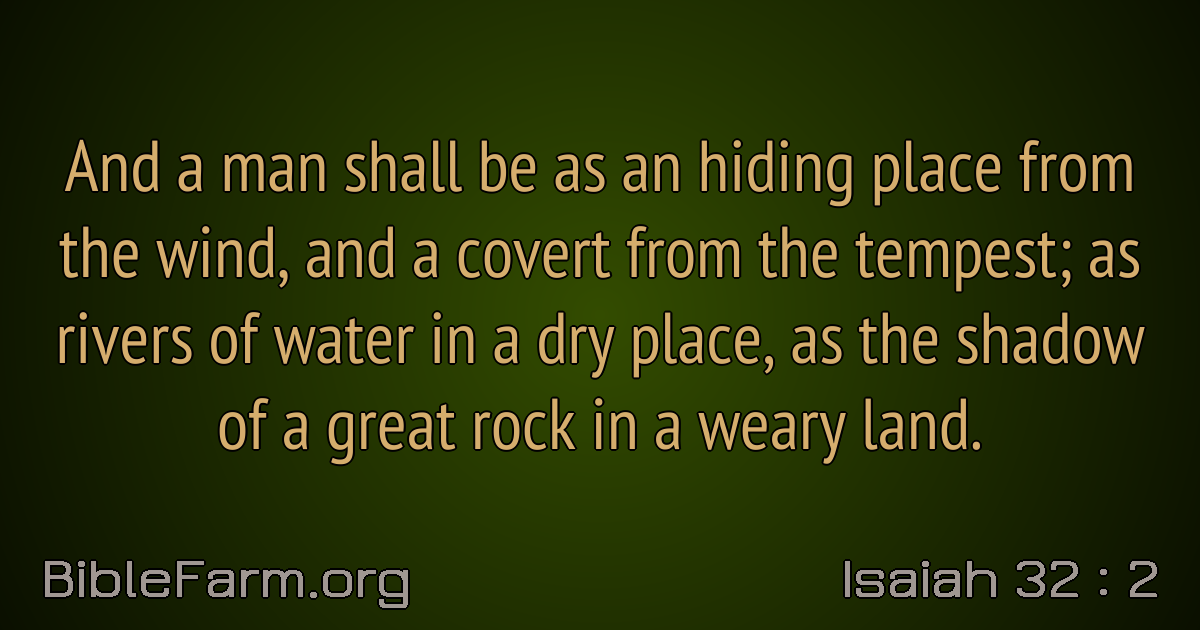 And a man shall be as an hiding place from
the wind, and a covert from the tempest; as
rivers of water in a dry place, as the shadow
of a great rock in a weary land.
BibleFarm.org
Isaiah 32 : 2